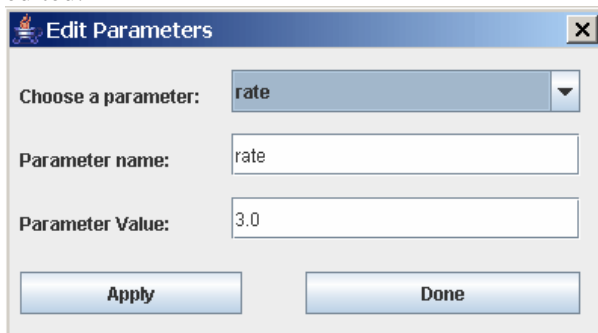 Edit Parameters
Choose a parameter: rate
Parameter name: rate
Parameter Value: 3.0
Apply Done